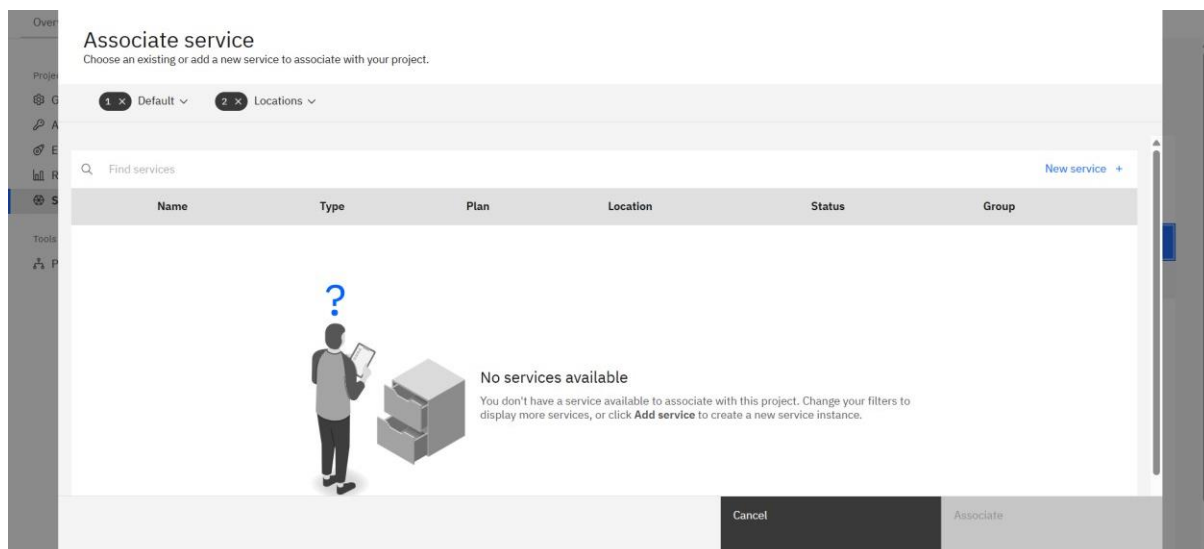 Associate service
Choose an existing or add a new service to associate with your project.
1 × Default
2 × Locations
Find services
New service +
Name Type Plan Location Status Group
?
No services available
You don't have a service available to associate with this project. Change your filters to
display more services, or click Add service to create a new service instance.
Cancel
Associate
Tools